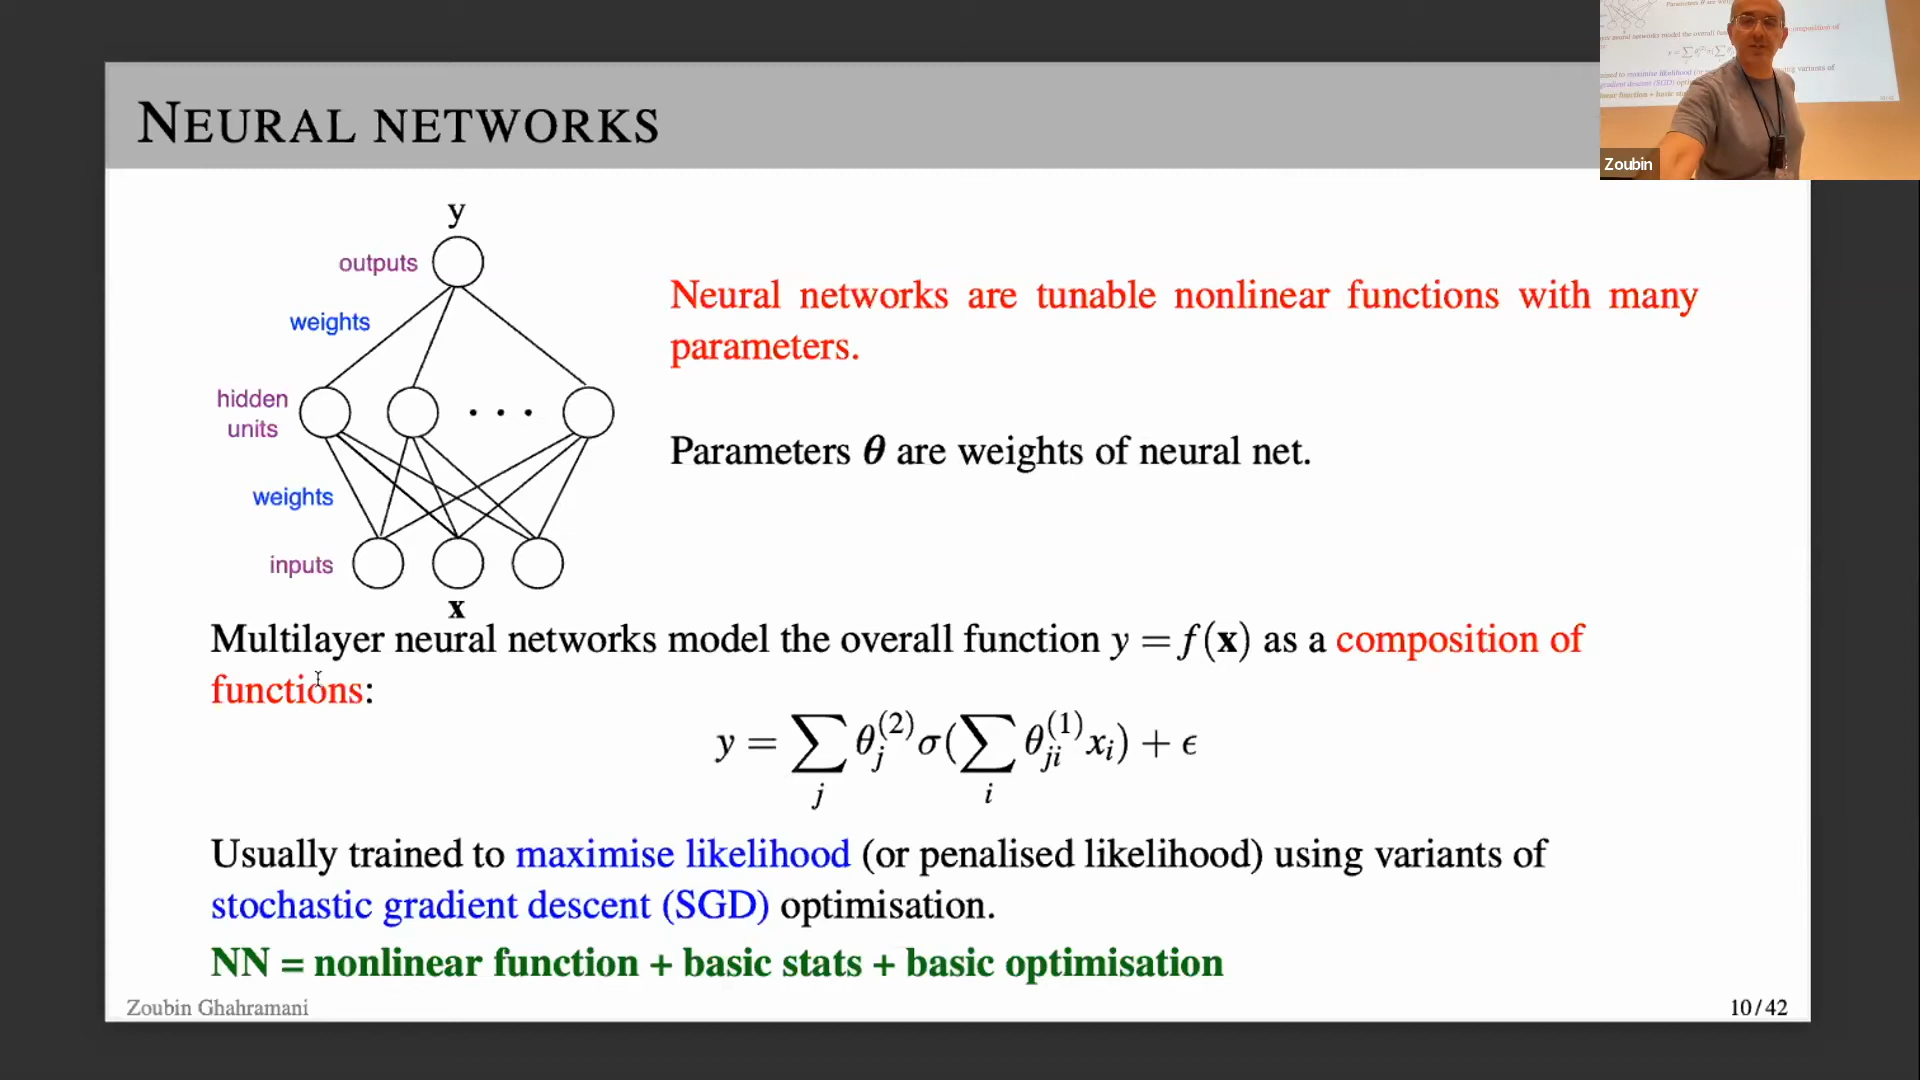 NEURAL NETWORKS
Zoubin
y
outputs
weights
hidden
units
weights
inputs
x
Neural networks are tunable nonlinear functions with many
parameters.
Parameters θ are weights of neural net.
Multilayer neural networks model the overall function y = f(x) as a composition of
functions:
y = ∑_j θ_j^(2) σ(∑_i θ_ji^(1) x_i) + ϵ
Usually trained to maximise likelihood (or penalised likelihood) using variants of
stochastic gradient descent (SGD) optimisation.
NN = nonlinear function + basic stats + basic optimisation
Zoubin Ghahramani
10 / 42